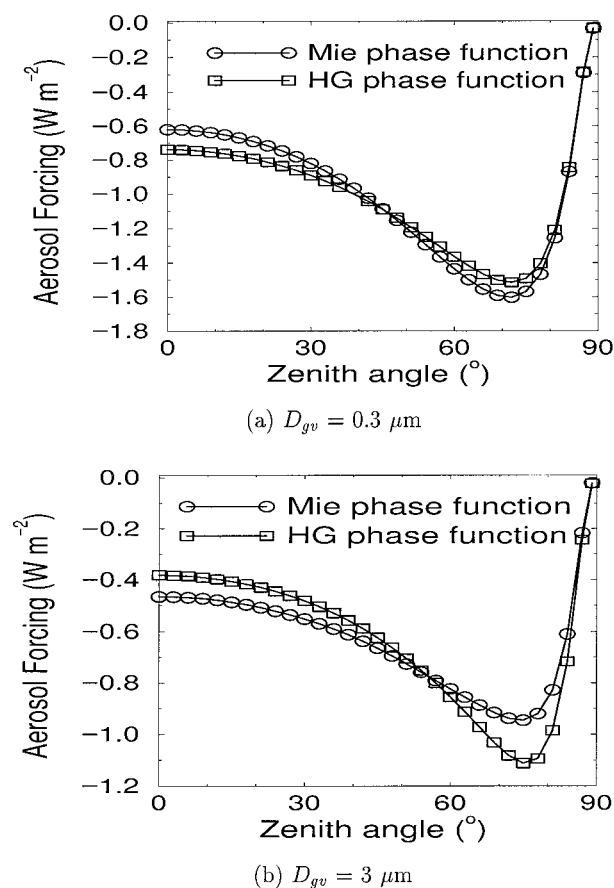 0.0
−0.2
−0.4
−0.6
−0.8
−1.0
−1.2
−1.4
−1.6
−1.8
Aerosol Forcing (W m⁻²)
Mie phase function
HG phase function
0 30 60 90
Zenith angle (°)
(a) D_gv = 0.3 μm
0.0
−0.2
−0.4
−0.6
−0.8
−1.0
−1.2
Aerosol Forcing (W m⁻²)
Mie phase function
HG phase function
0 30 60 90
Zenith angle (°)
(b) D_gv = 3 μm